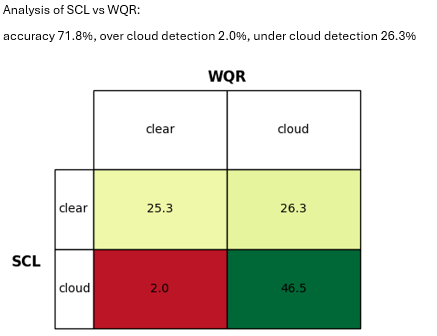 Analysis of SCL vs WQR:
accuracy 71.8%, over cloud detection 2.0%, under cloud detection 26.3%
WQR
clear cloud
clear 25.3 26.3
SCL
cloud 2.0 46.5